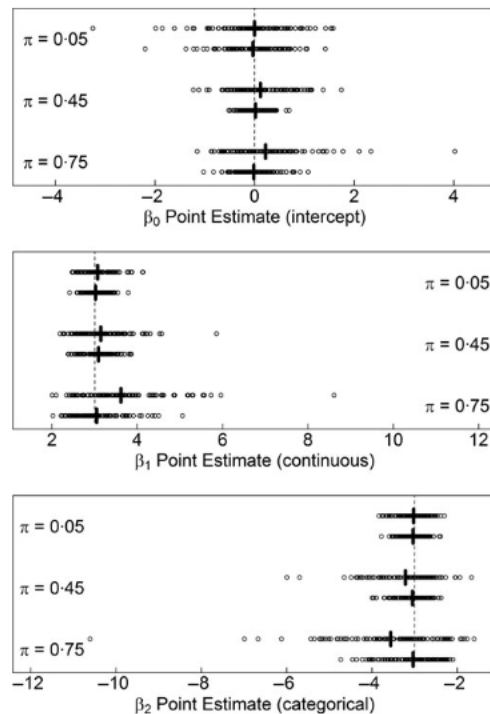 π = 0·05
π = 0·45
π = 0·75
−4 −2 0 2 4
β₀ Point Estimate (intercept)
π = 0·05
π = 0·45
π = 0·75
2 4 6 8 10 12
β₁ Point Estimate (continuous)
π = 0·05
π = 0·45
π = 0·75
−12 −10 −8 −6 −4 −2
β₂ Point Estimate (categorical)